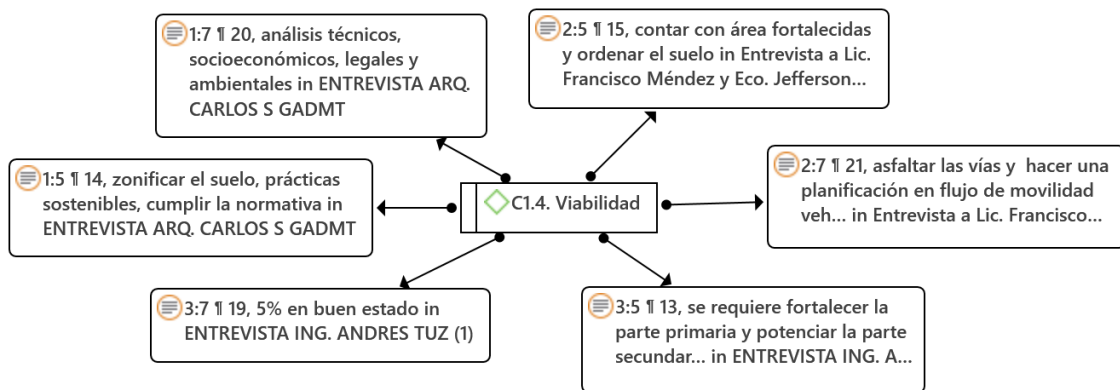 1:7 ¶ 20, análisis técnicos,
socioeconómicos, legales y
ambientales in ENTREVISTA ARQ.
CARLOS S GADMT
2:5 ¶ 15, contar con área fortalecidas
y ordenar el suelo in Entrevista a Lic.
Francisco Méndez y Eco. Jefferson...
1:5 ¶ 14, zonificar el suelo, prácticas
sostenibles, cumplir la normativa in
ENTREVISTA ARQ. CARLOS S GADMT
C1.4. Viabilidad
2:7 ¶ 21, asfaltar las vías y  hacer una
planificación en flujo de movilidad
veh... in Entrevista a Lic. Francisco...
3:7 ¶ 19, 5% en buen estado in
ENTREVISTA ING. ANDRES TUZ (1)
3:5 ¶ 13, se requiere fortalecer la
parte primaria y potenciar la parte
secundar... in ENTREVISTA ING. A...